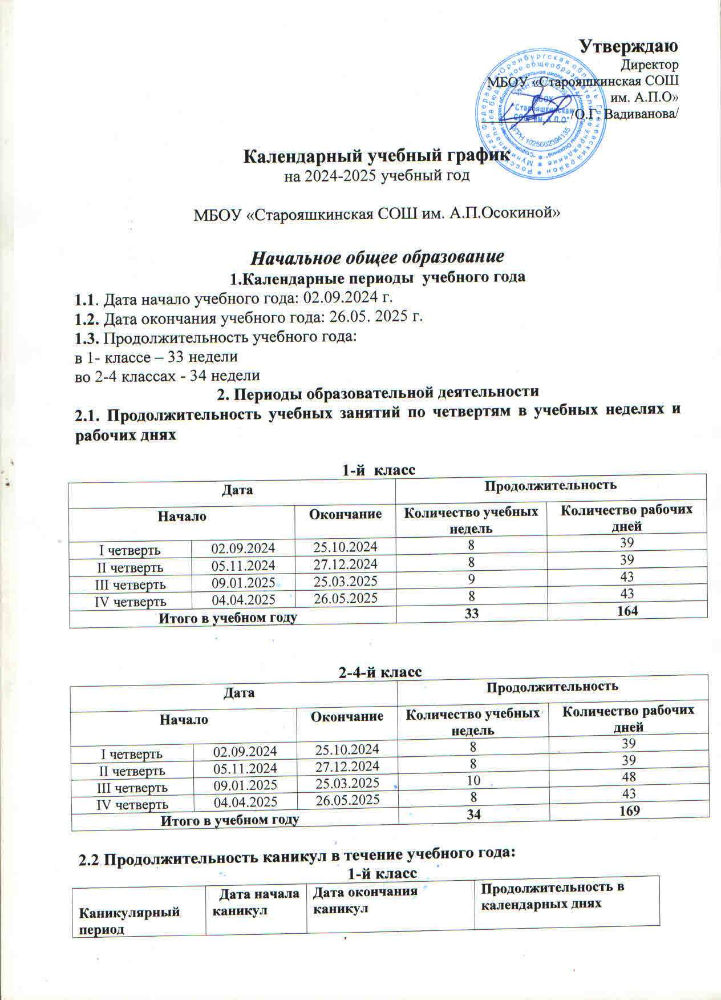 Утверждаю
Директор
МБОУ «Старояшкинская СОШ
им. А.П.О»
/О.Г. Вадиванова/
"Старояшкинская
СОШ им. А.П.О"
ОГРН 1025602394135
Календарный учебный график
на 2024-2025 учебный год
МБОУ «Старояшкинская СОШ им. А.П.Осокиной»
Начальное общее образование
1.Календарные периоды учебного года
1.1. Дата начало учебного года: 02.09.2024 г.
1.2. Дата окончания учебного года: 26.05. 2025 г.
1.3. Продолжительность учебного года:
в 1- классе – 33 недели
во 2-4 классах - 34 недели
2. Периоды образовательной деятельности
2.1. Продолжительность учебных занятий по четвертям в учебных неделях и
рабочих днях
1-й класс
Дата Продолжительность
Начало Окончание Количество учебных недель Количество рабочих дней
I четверть 02.09.2024 25.10.2024 8 39
II четверть 05.11.2024 27.12.2024 8 39
III четверть 09.01.2025 25.03.2025 9 43
IV четверть 04.04.2025 26.05.2025 8 43
Итого в учебном году 33 164
2-4-й класс
Дата Продолжительность
Начало Окончание Количество учебных недель Количество рабочих дней
I четверть 02.09.2024 25.10.2024 8 39
II четверть 05.11.2024 27.12.2024 8 39
III четверть 09.01.2025 25.03.2025 10 48
IV четверть 04.04.2025 26.05.2025 8 43
Итого в учебном году 34 169
2.2 Продолжительность каникул в течение учебного года:
1-й класс
Каникулярный период Дата начала каникул Дата окончания каникул Продолжительность в календарных днях